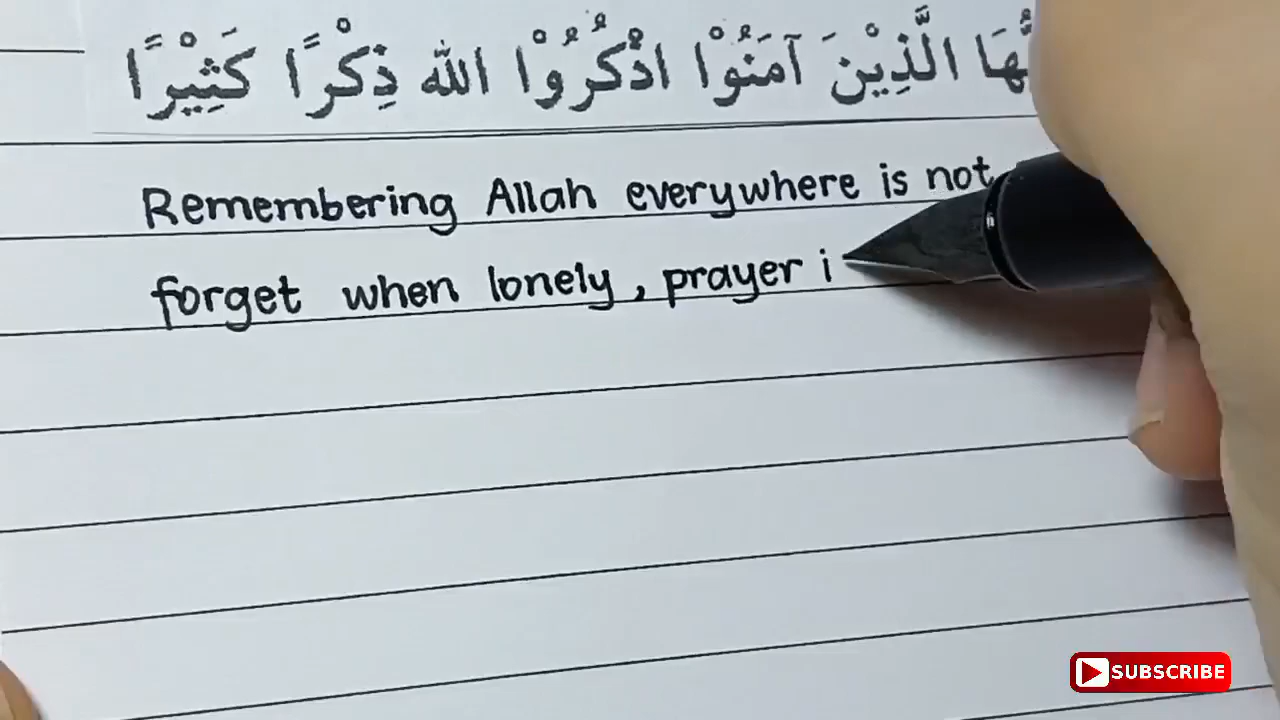 الَّذِيْنَ آمَنُوْا اذْكُرُوْا الله ذِكْرًا كَثِيْرًا
Remembering Allah everywhere is not
forget when lonely, prayer i
SUBSCRIBE